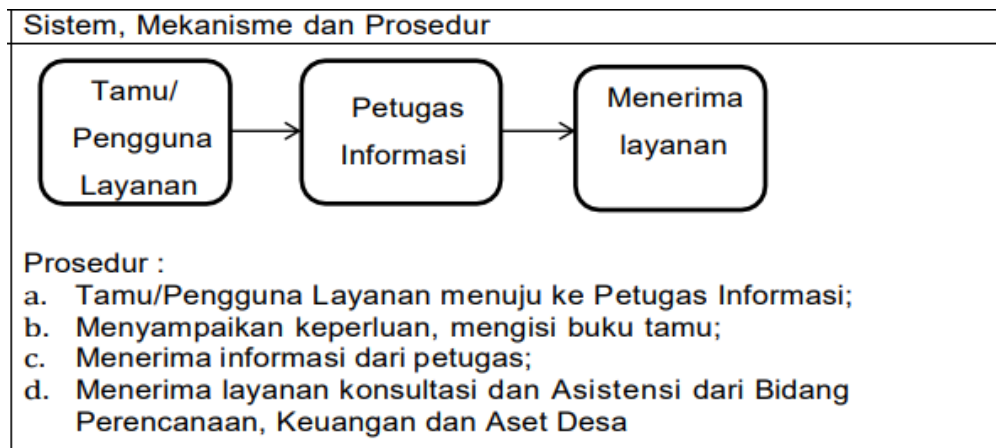 Sistem, Mekanisme dan Prosedur
Tamu/
Pengguna
Layanan
Petugas
Informasi
Menerima
layanan
Prosedur :
a. Tamu/Pengguna Layanan menuju ke Petugas Informasi;
b. Menyampaikan keperluan, mengisi buku tamu;
c. Menerima informasi dari petugas;
d. Menerima layanan konsultasi dan Asistensi dari Bidang
Perencanaan, Keuangan dan Aset Desa